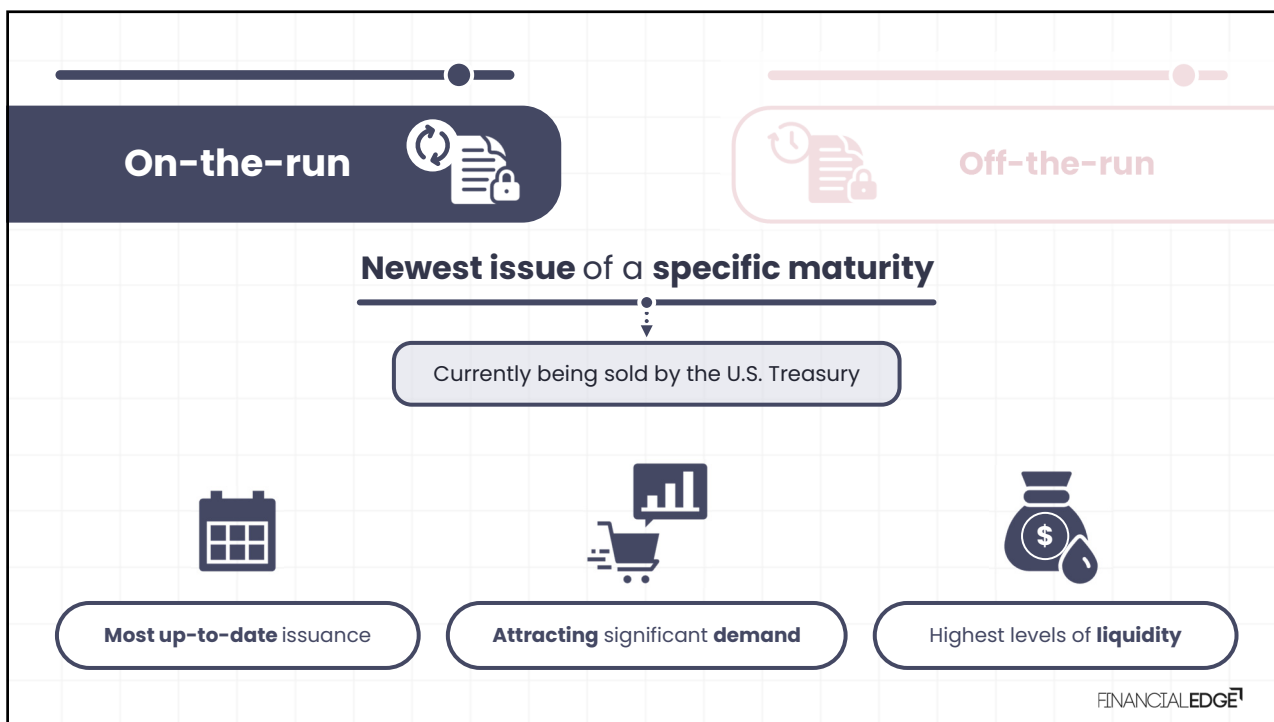 On-the-run
Off-the-run
Newest issue of a specific maturity
Currently being sold by the U.S. Treasury
$
Most up-to-date issuance
Attracting significant demand
Highest levels of liquidity
FINANCIALEDGE